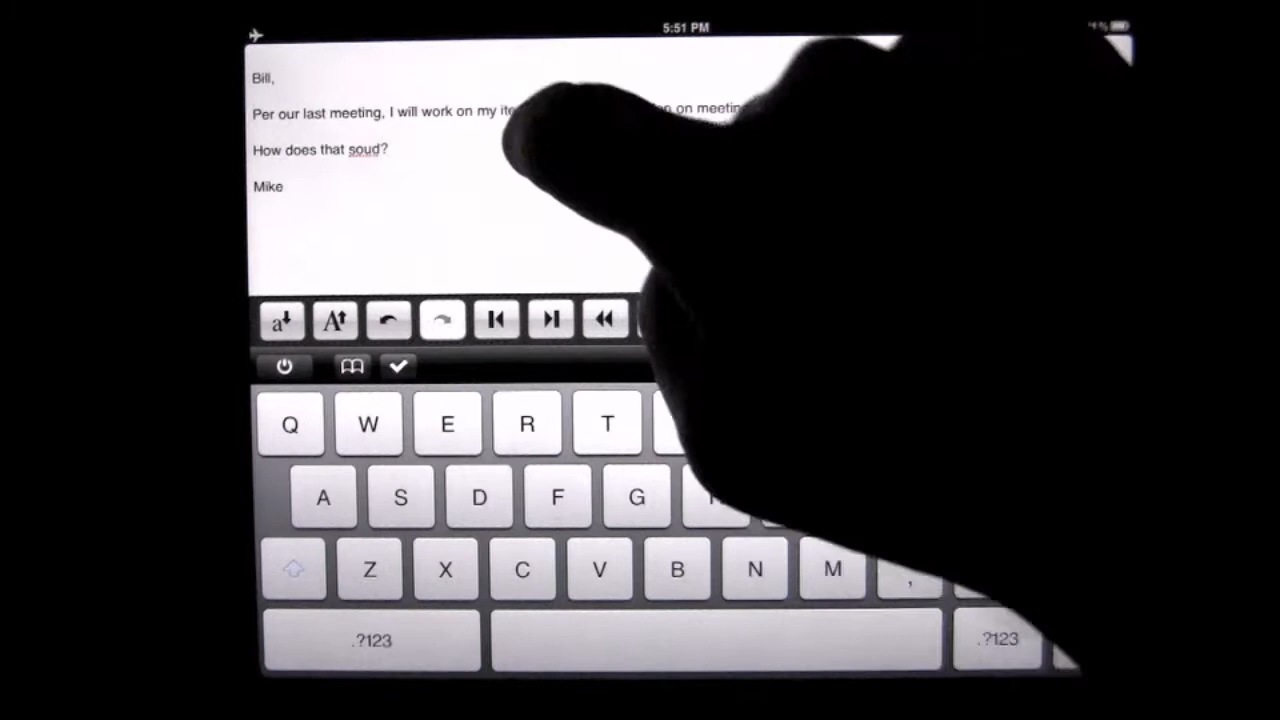 5:51 PM
Bill,
Per our last meeting, I will work on my on meeting
How does that soud?
Mike
a A
Q W E R T
A S D F G
Z X C V B N M ,
.?123 .?123